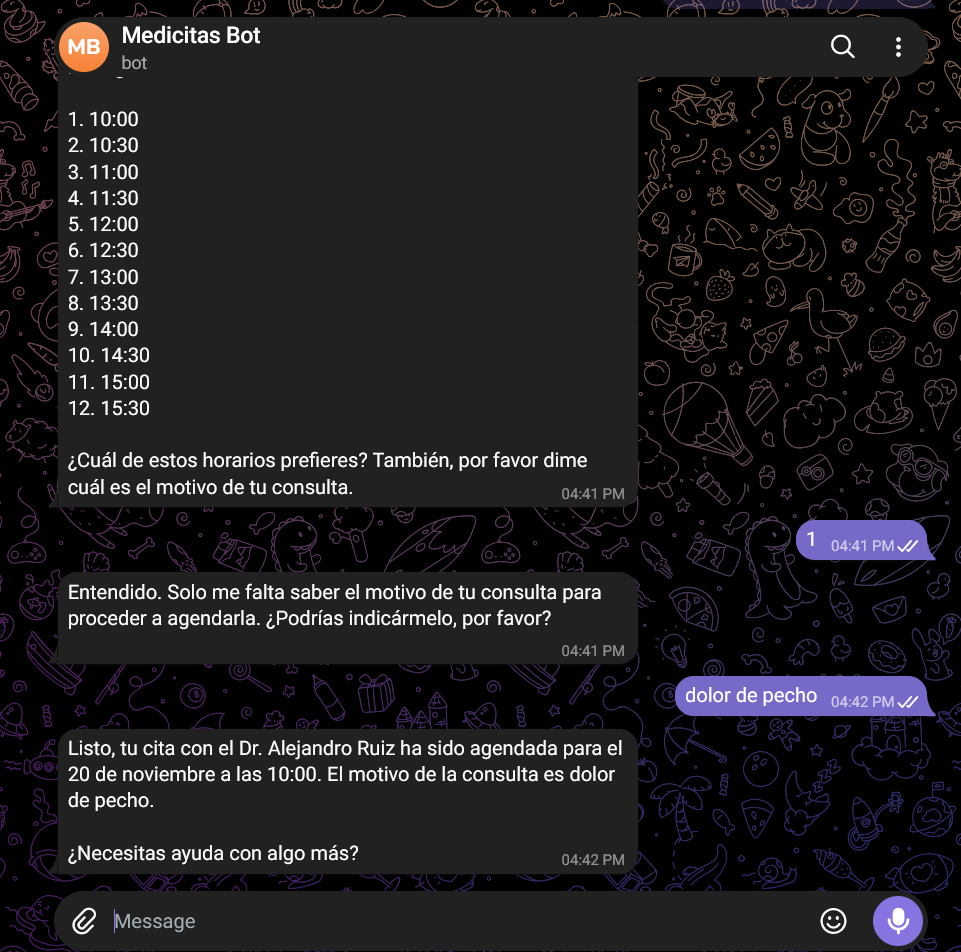 MB
Medicitas Bot
bot
1. 10:00
2. 10:30
3. 11:00
4. 11:30
5. 12:00
6. 12:30
7. 13:00
8. 13:30
9. 14:00
10. 14:30
11. 15:00
12. 15:30
¿Cuál de estos horarios prefieres? También, por favor dime
cuál es el motivo de tu consulta.
04:41 PM
1 04:41 PM
Entendido. Solo me falta saber el motivo de tu consulta para
proceder a agendarla. ¿Podrías indicármelo, por favor?
04:41 PM
dolor de pecho 04:42 PM
Listo, tu cita con el Dr. Alejandro Ruiz ha sido agendada para el
20 de noviembre a las 10:00. El motivo de la consulta es dolor
de pecho.
¿Necesitas ayuda con algo más?
04:42 PM
Message